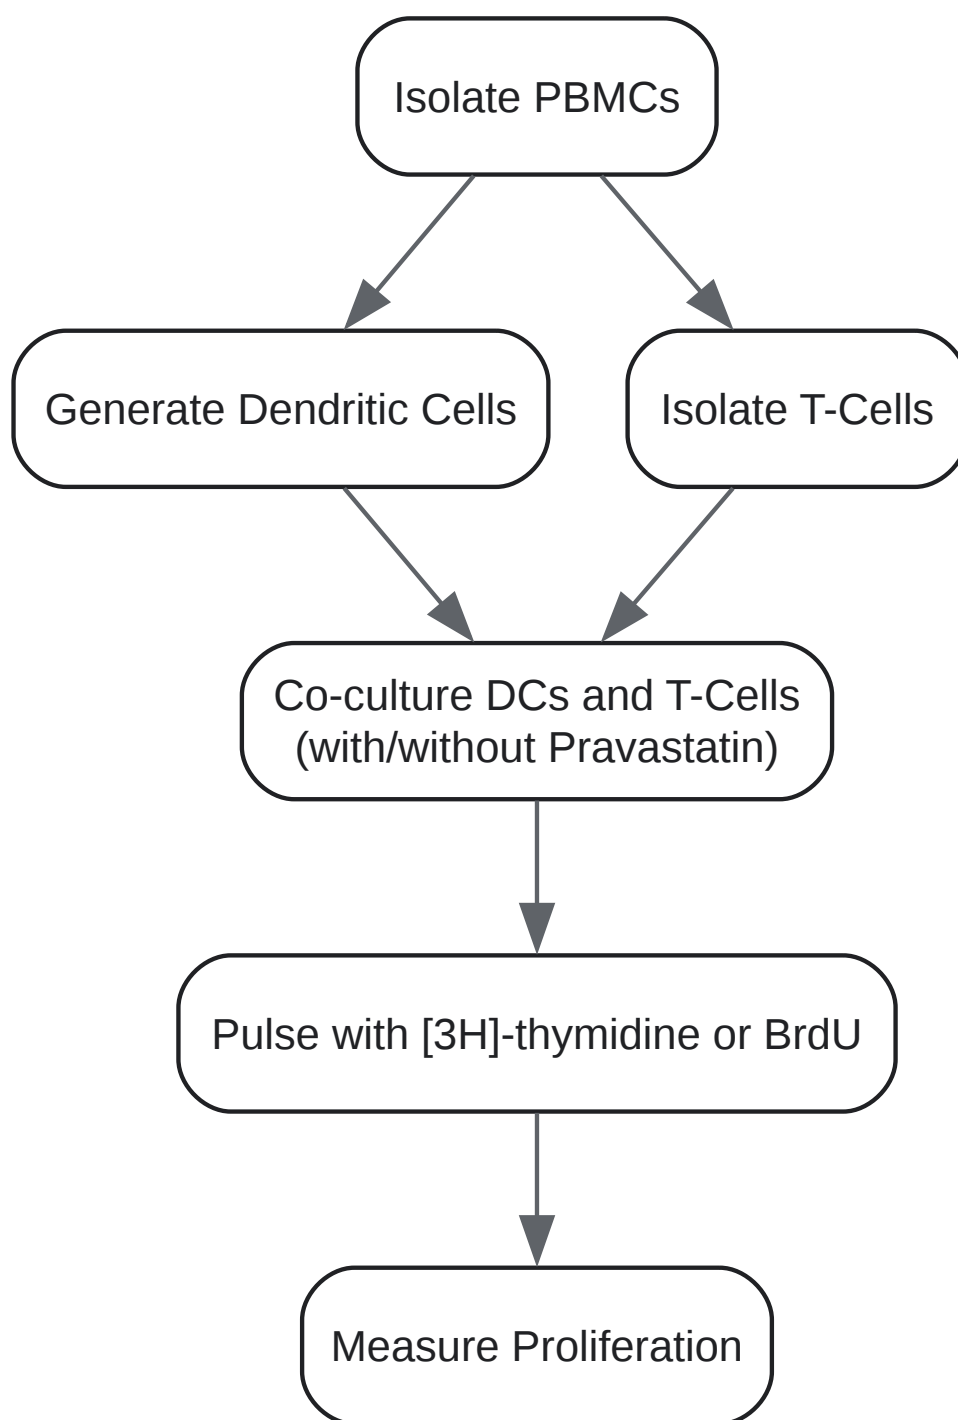 Isolate PBMCs
Generate Dendritic Cells
Isolate T-Cells
Co-culture DCs and T-Cells
(with/without Pravastatin)
Pulse with [3H]-thymidine or BrdU
Measure Proliferation